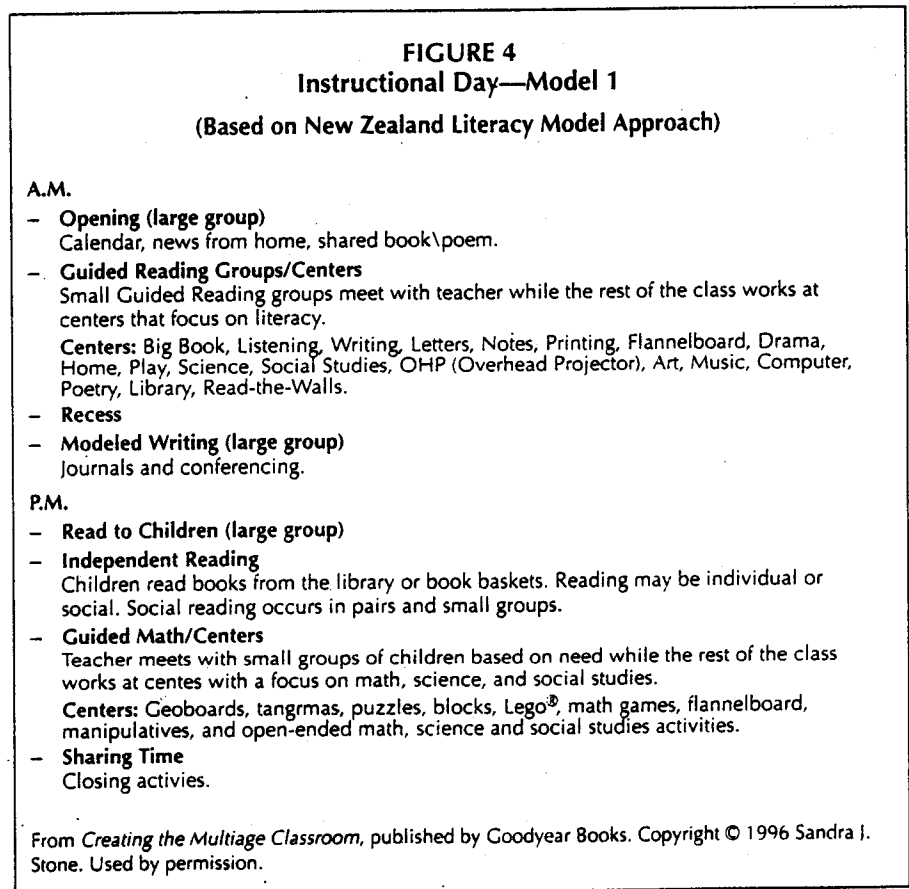 FIGURE 4
Instructional Day—Model 1
(Based on New Zealand Literacy Model Approach)
A.M.
– Opening (large group)
Calendar, news from home, shared book\poem.
– Guided Reading Groups/Centers
Small Guided Reading groups meet with teacher while the rest of the class works at
centers that focus on literacy.
Centers: Big Book, Listening, Writing, Letters, Notes, Printing, Flannelboard, Drama,
Home, Play, Science, Social Studies, OHP (Overhead Projector), Art, Music, Computer,
Poetry, Library, Read-the-Walls.
– Recess
– Modeled Writing (large group)
Journals and conferencing.
P.M.
– Read to Children (large group)
– Independent Reading
Children read books from the library or book baskets. Reading may be individual or
social. Social reading occurs in pairs and small groups.
– Guided Math/Centers
Teacher meets with small groups of children based on need while the rest of the class
works at centes with a focus on math, science, and social studies.
Centers: Geoboards, tangrmas, puzzles, blocks, Lego®, math games, flannelboard,
manipulatives, and open-ended math, science and social studies activities.
– Sharing Time
Closing activies.
From Creating the Multiage Classroom, published by Goodyear Books. Copyright © 1996 Sandra J.
Stone. Used by permission.